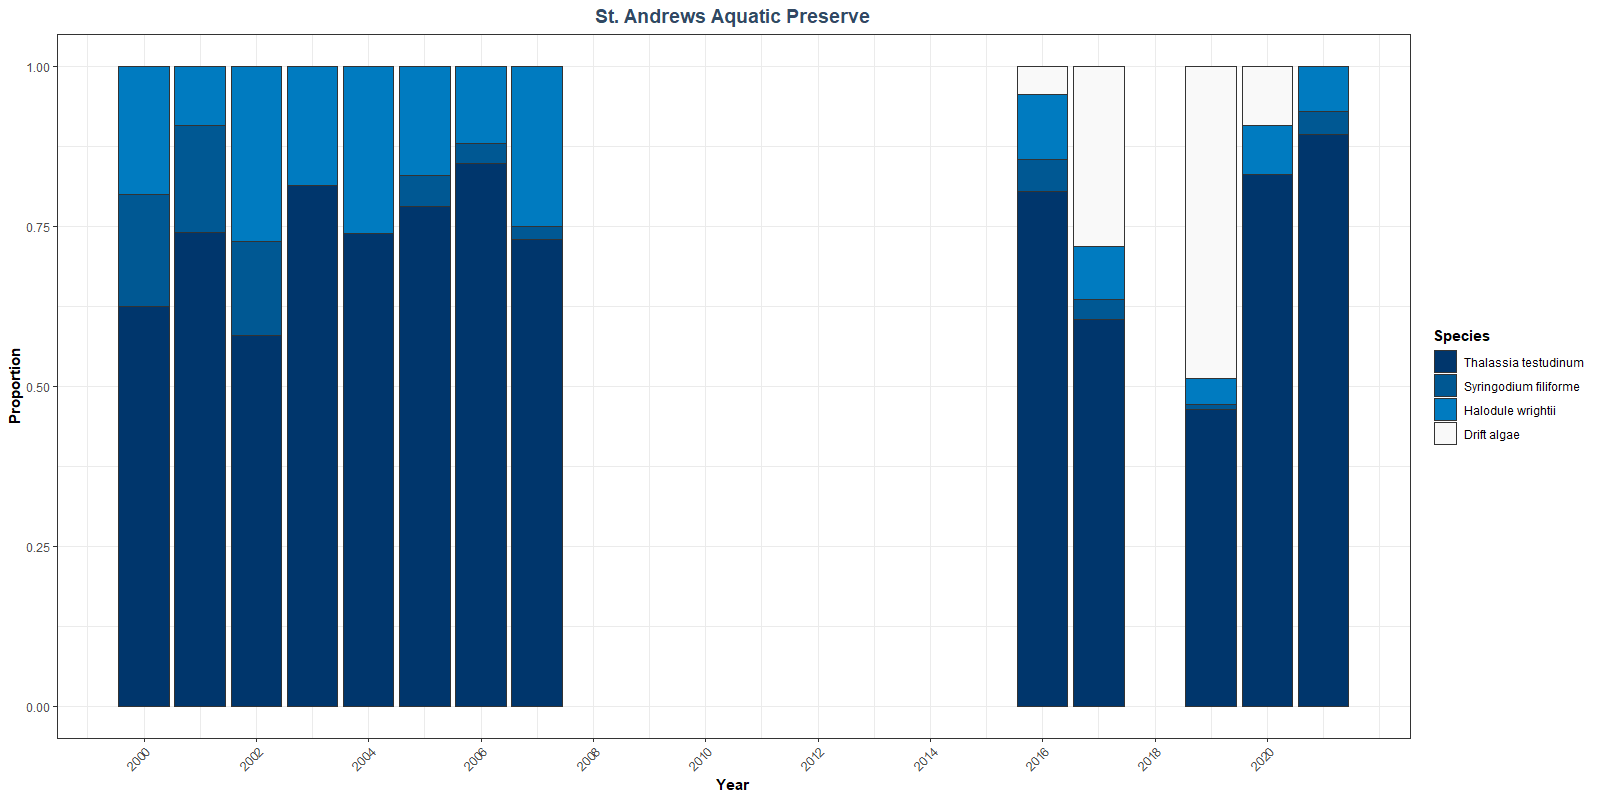 St. Andrews Aquatic Preserve
1.00
0.75
0.50
0.25
0.00
Proportion
2000
2002
2004
2006
2008
2010
2012
2014
2016
2018
2020
Year
Species
Thalassia testudinum
Syringodium filiforme
Halodule wrightii
Drift algae